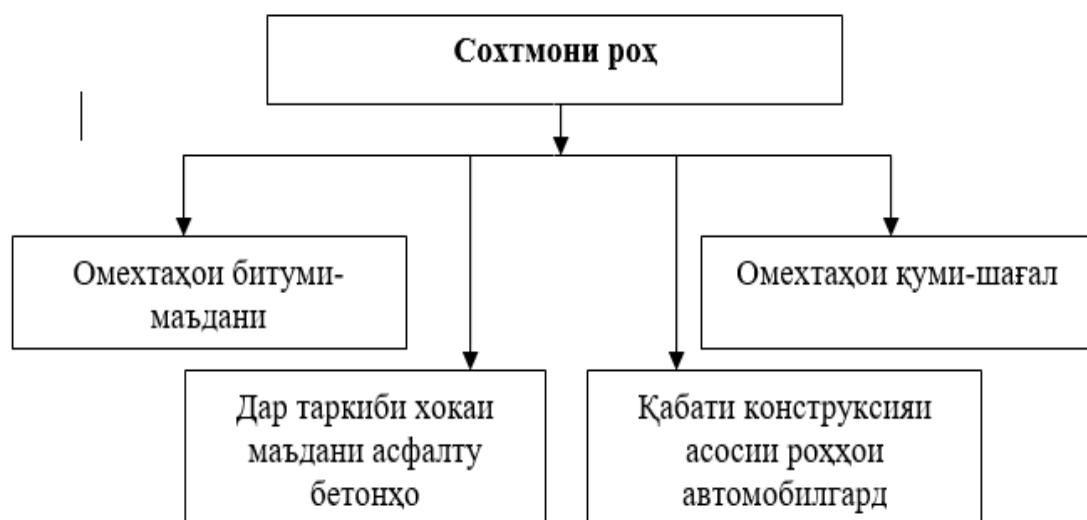 Сохтмони роҳ
Омехтаҳои битуми-
маъдани
Омехтаҳои қуми-шағал
Дар таркиби хокаи
маъдани асфалту
бетонҳо
Қабати конструксияи
асосии роҳҳои
автомобилгард